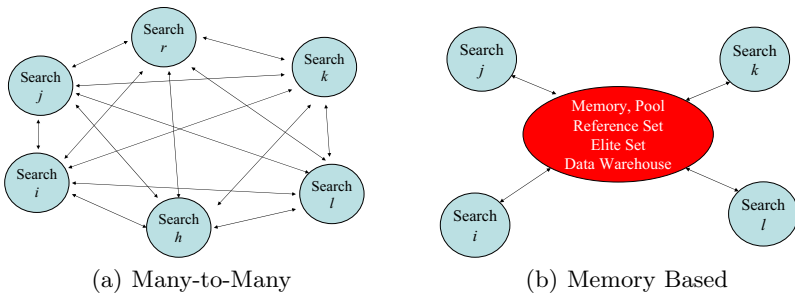 Search
r
Search
k
Search
j
Search
i
Search
l
Search
h
(a) Many-to-Many
Search
j
Search
k
Memory, Pool
Reference Set
Elite Set
Data Warehouse
Search
i
Search
l
(b) Memory Based